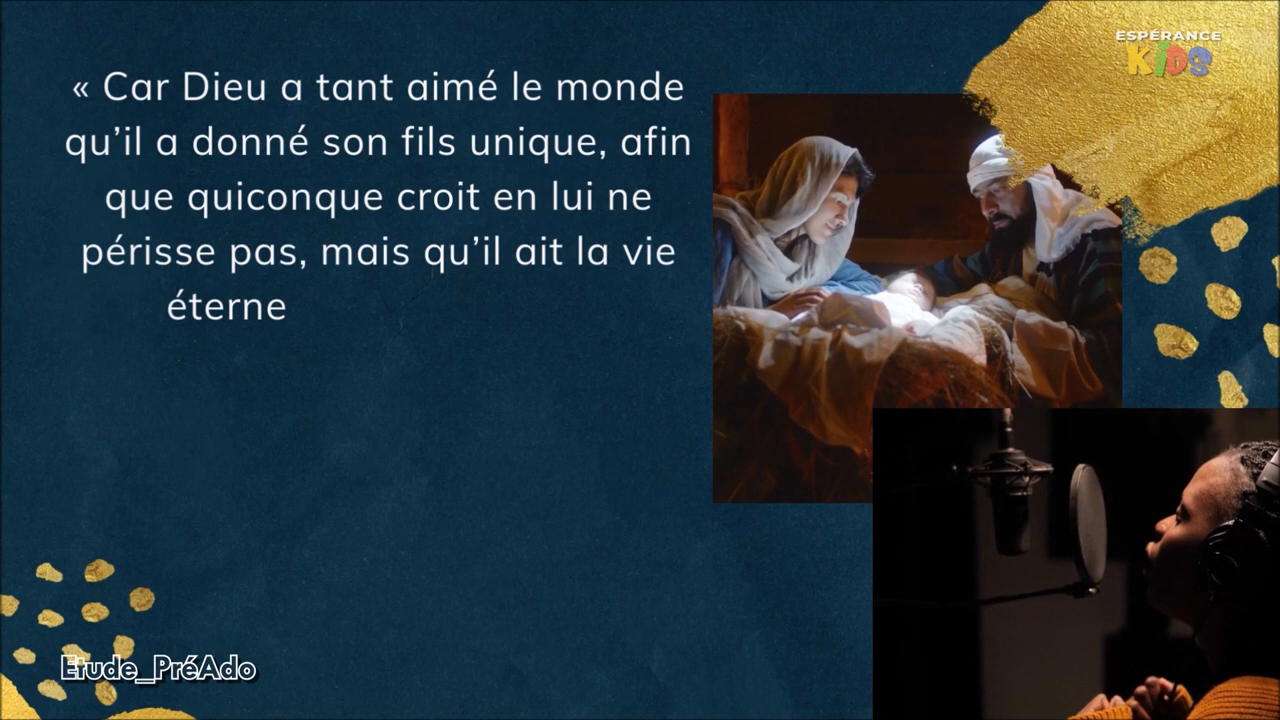 « Car Dieu a tant aimé le monde
qu’il a donné son fils unique, afin
que quiconque croit en lui ne
périsse pas, mais qu’il ait la vie
éterne
ESPÉRANCE
KiDS
Etude_PréAdo